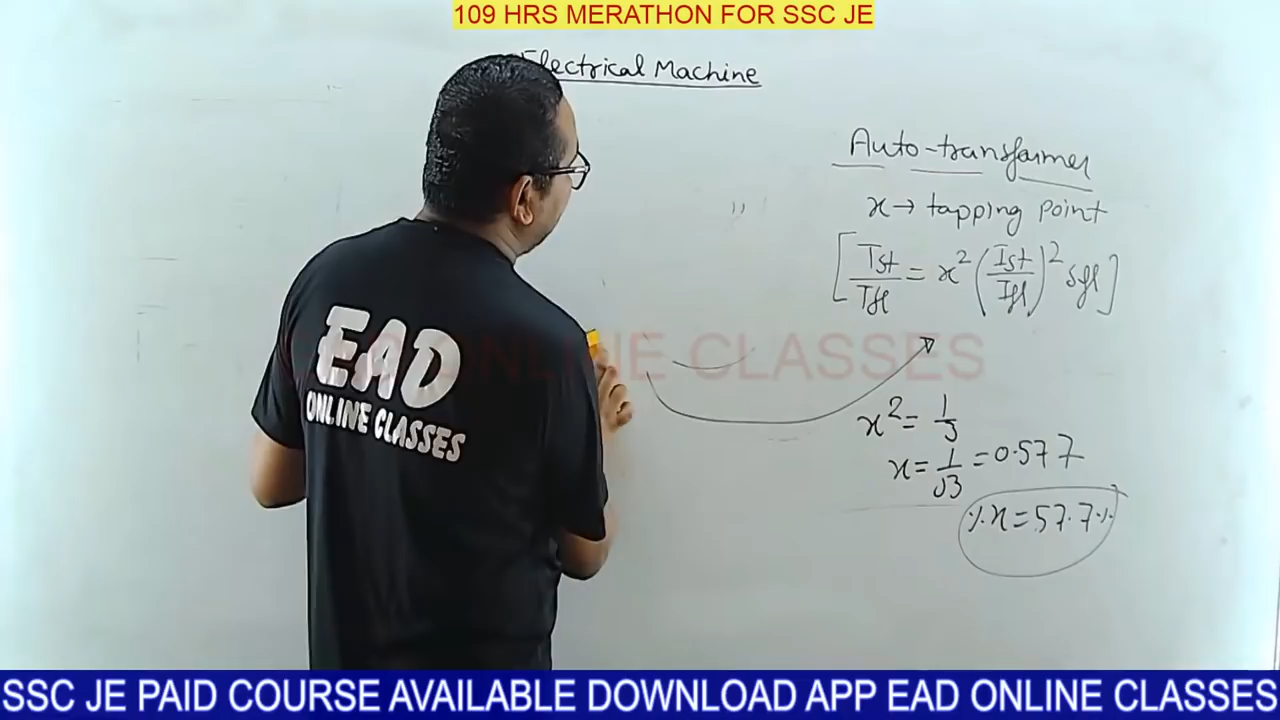 109 HRS MERATHON FOR SSC JE
Electrical Machine
Auto-transformer
x → tapping point
[Tst/Tfl = x² (Ist/Ifl)² Sfl]
EAD
ONLINE CLASSES
ONLINE CLASSES
x² = 1/3
x = 1/√3 = 0.577
%x = 57.7%
SSC JE PAID COURSE AVAILABLE DOWNLOAD APP EAD ONLINE CLASSES